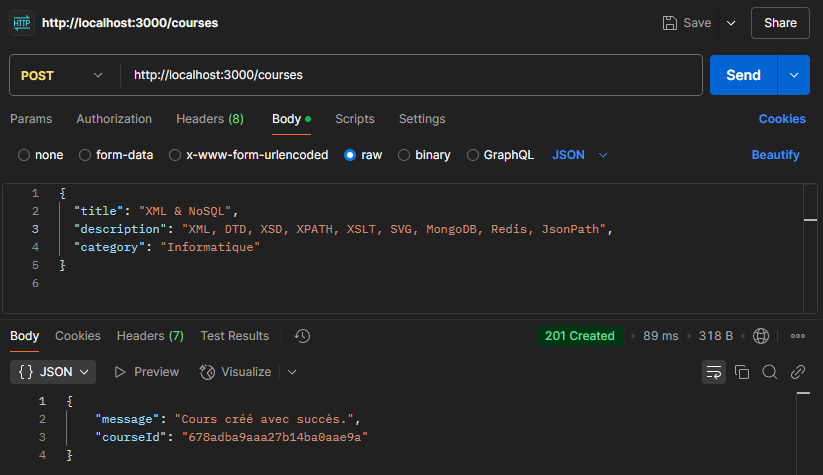 HTTP http://localhost:3000/courses Save Share
POST http://localhost:3000/courses Send
Params Authorization Headers (8) Body Scripts Settings Cookies
none form-data x-www-form-urlencoded raw binary GraphQL JSON Beautify
1 {
2 "title": "XML & NoSQL",
3 "description": "XML, DTD, XSD, XPATH, XSLT, SVG, MongoDB, Redis, JsonPath",
4 "category": "Informatique"
5 }
6
Body Cookies Headers (7) Test Results 201 Created 89 ms 318 B
{} JSON Preview Visualize
1 {
2 "message": "Cours créé avec succès.",
3 "courseId": "678adba9aaa27b14ba0aae9a"
4 }